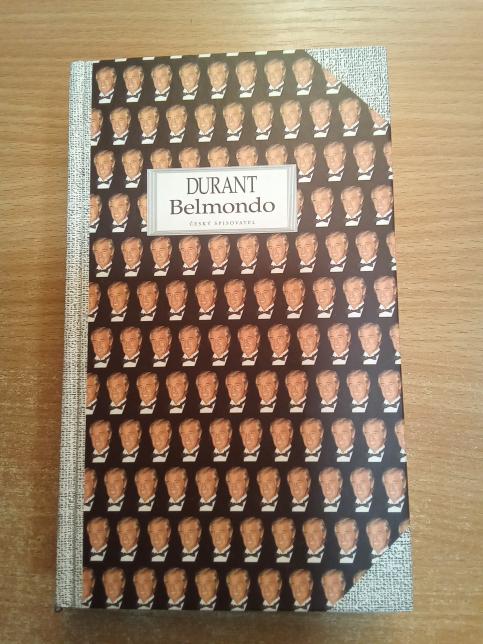 DURANT
Belmondo
ČESKÝ SPISOVATEL